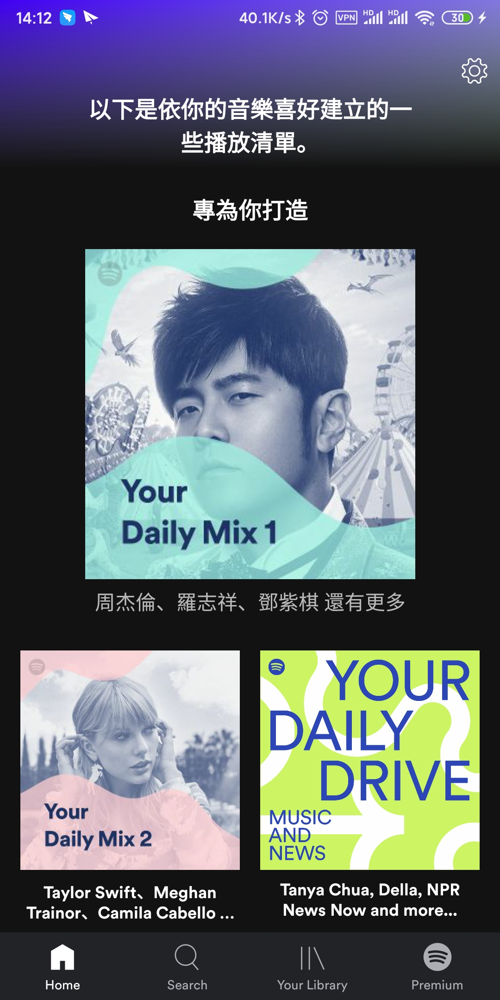 14:12 40.1K/s VPN HD HD 30
以下是依你的音樂喜好建立的一
些播放清單。
專為你打造
Your
Daily Mix 1
周杰倫、羅志祥、鄧紫棋 還有更多
Your
Daily Mix 2
YOUR
DAILY
DRIVE
MUSIC
AND
NEWS
Taylor Swift、Meghan
Trainor、Camila Cabello ...
Tanya Chua, Della, NPR
News Now and more...
Home Search Your Library Premium